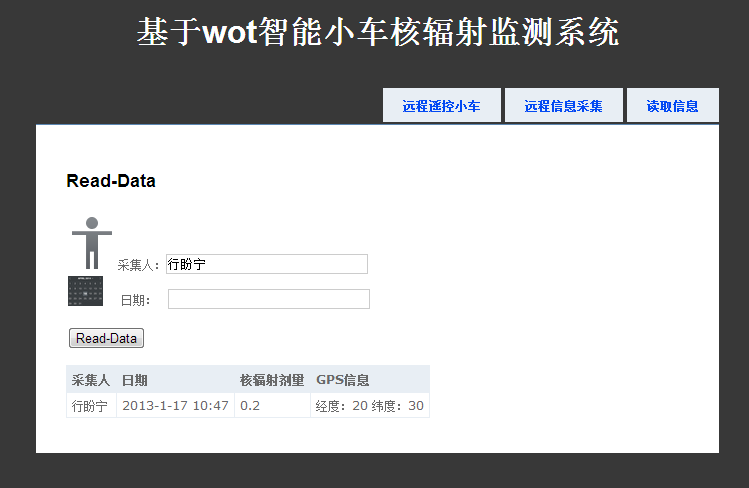 基于wot智能小车核辐射监测系统
远程遥控小车 远程信息采集 读取信息
Read-Data
采集人：行盼宁
日期：
Read-Data
采集人 日期 核辐射剂量 GPS信息
行盼宁 2013-1-17 10:47 0.2 经度：20 纬度：30